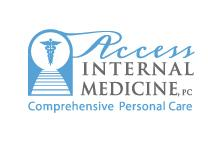 Access
INTERNAL
MEDICINE, PC
Comprehensive Personal Care